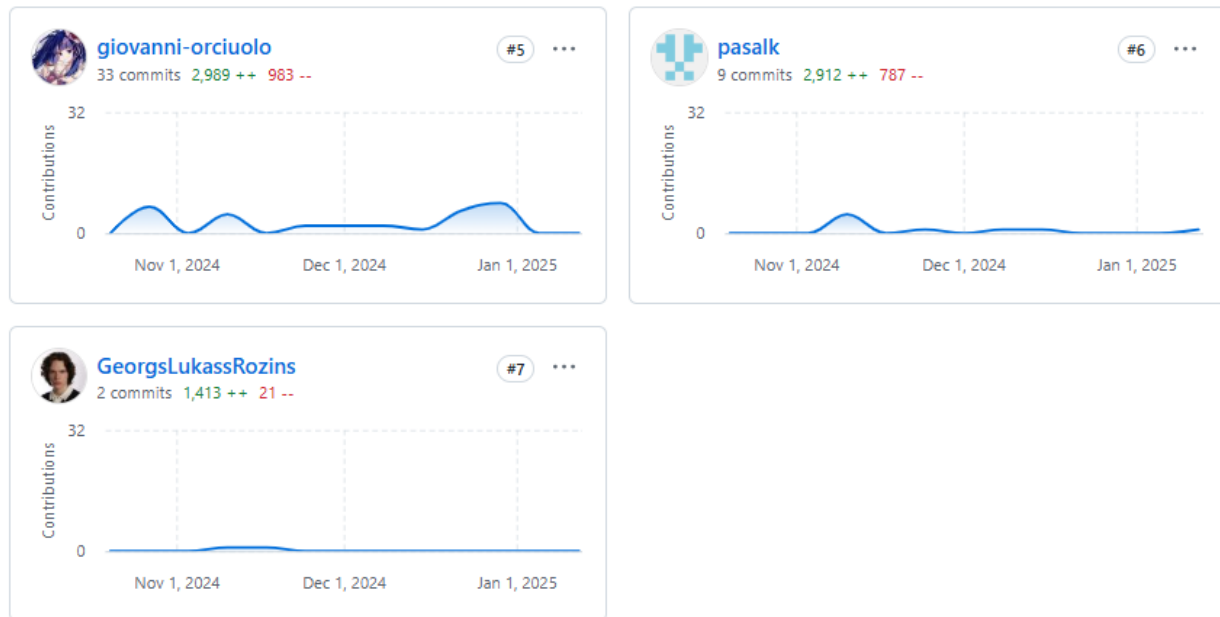 giovanni-orciuolo
#5
33 commits 2,989 ++ 983 --
32
Contributions
0
Nov 1, 2024 Dec 1, 2024 Jan 1, 2025
pasalk
#6
9 commits 2,912 ++ 787 --
32
Contributions
0
Nov 1, 2024 Dec 1, 2024 Jan 1, 2025
GeorgsLukassRozins
#7
2 commits 1,413 ++ 21 --
32
Contributions
0
Nov 1, 2024 Dec 1, 2024 Jan 1, 2025